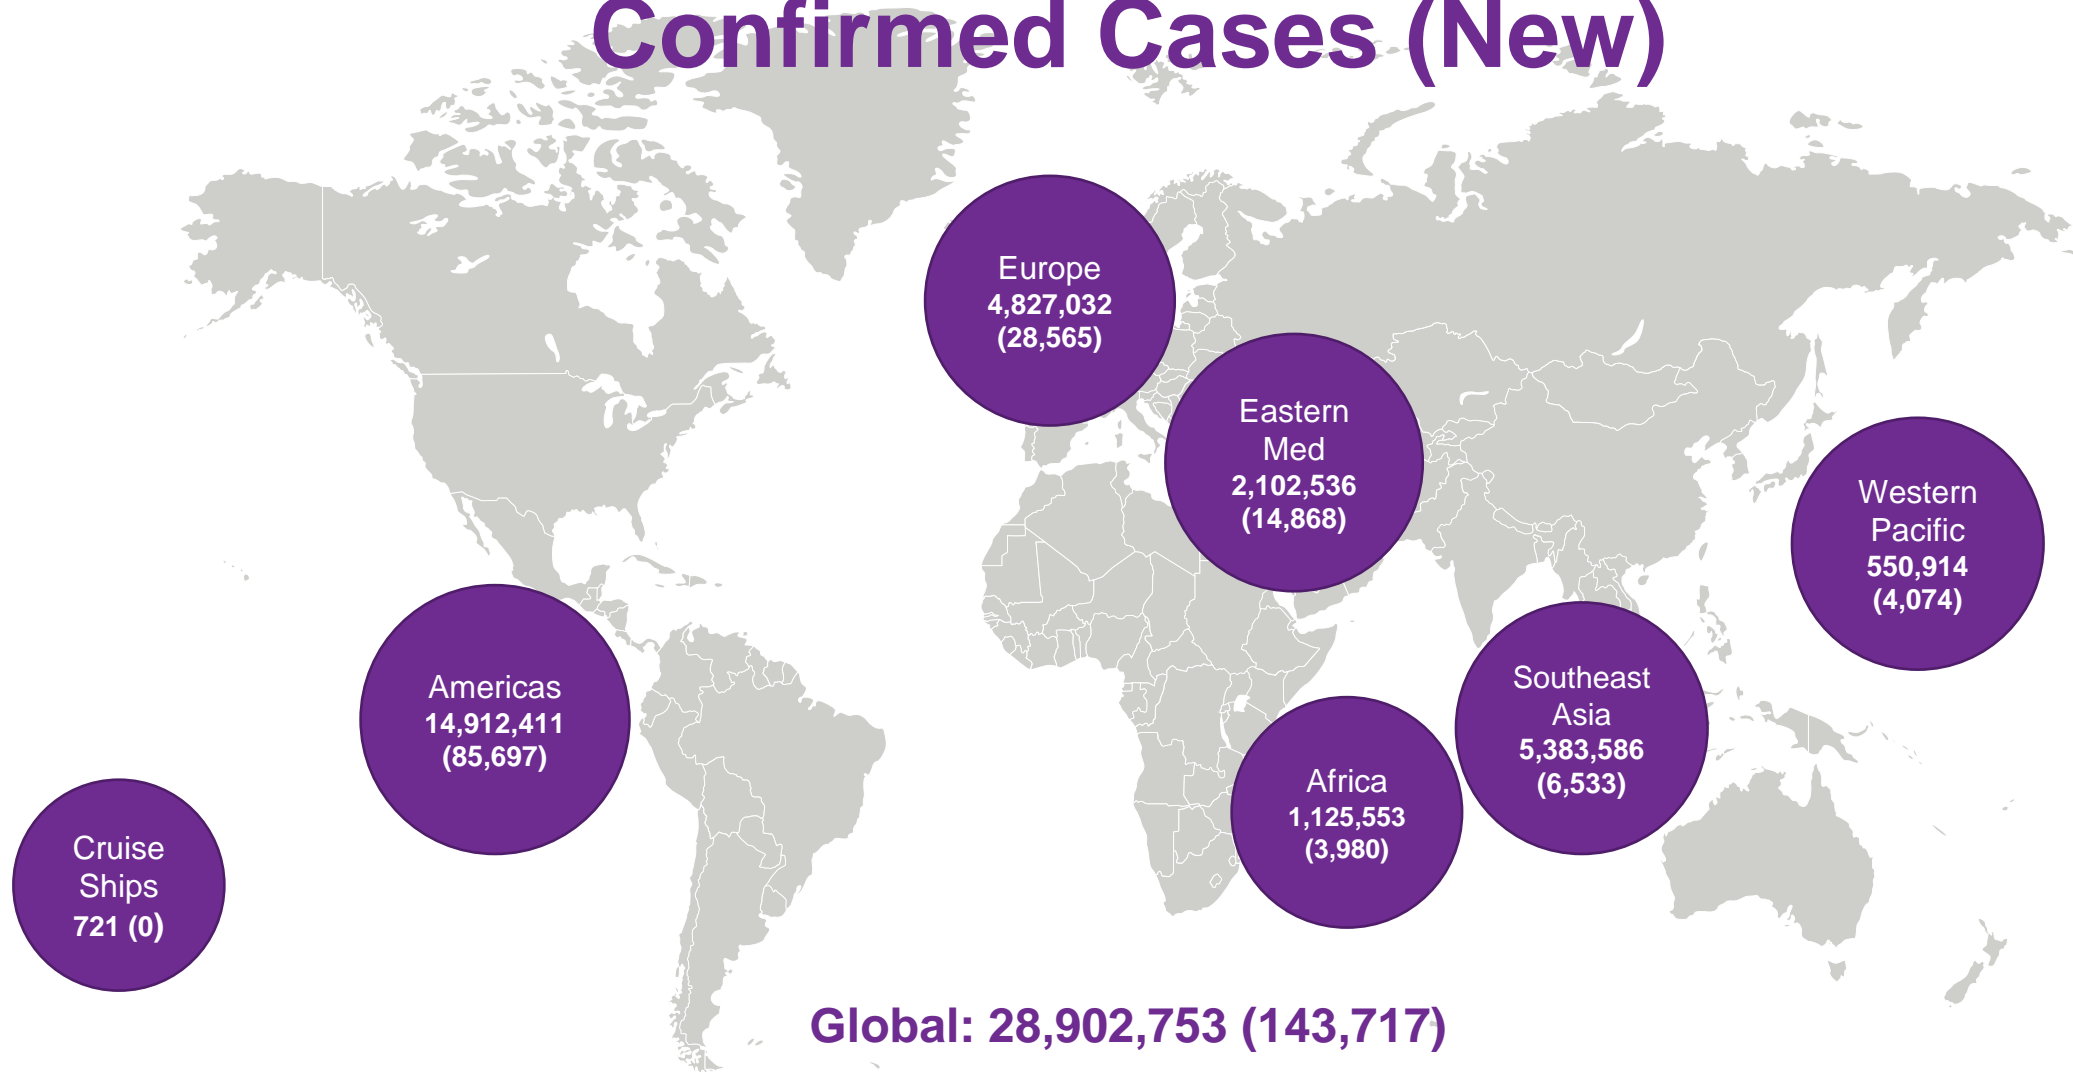 Confirmed Cases (New)
Europe
4,827,032
(28,565)
Eastern
Med
2,102,536
(14,868)
Western
Pacific
550,914
(4,074)
Americas
14,912,411
(85,697)
Southeast
Asia
5,383,586
(6,533)
Africa
1,125,553
(3,980)
Cruise
Ships
721 (0)
Global: 28,902,753 (143,717)